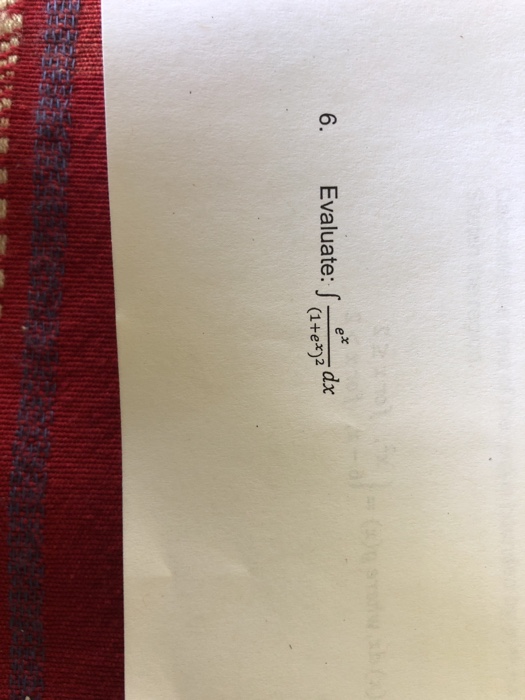 6. Evaluate: ∫ e^x/(1+e^x)^2 dx